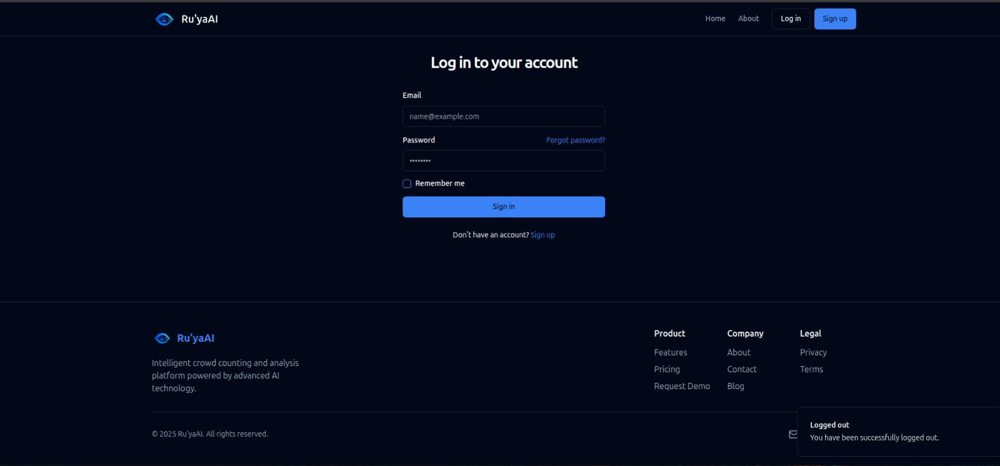 Ru'yaAI
Home
About
Log in
Sign up
Log in to your account
Email
name@example.com
Password
Forgot password?
••••••••
Remember me
Sign in
Don't have an account? Sign up
Ru'yaAI
Intelligent crowd counting and analysis
platform powered by advanced AI
technology.
Product
Features
Pricing
Request Demo
Company
About
Contact
Blog
Legal
Privacy
Terms
© 2025 Ru'yaAI. All rights reserved.
Logged out
You have been successfully logged out.